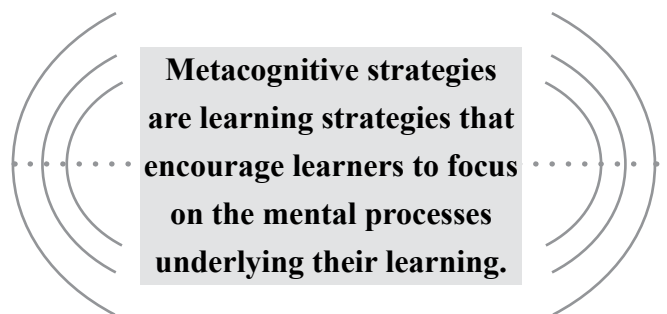 Metacognitive strategies
are learning strategies that
encourage learners to focus
on the mental processes
underlying their learning.